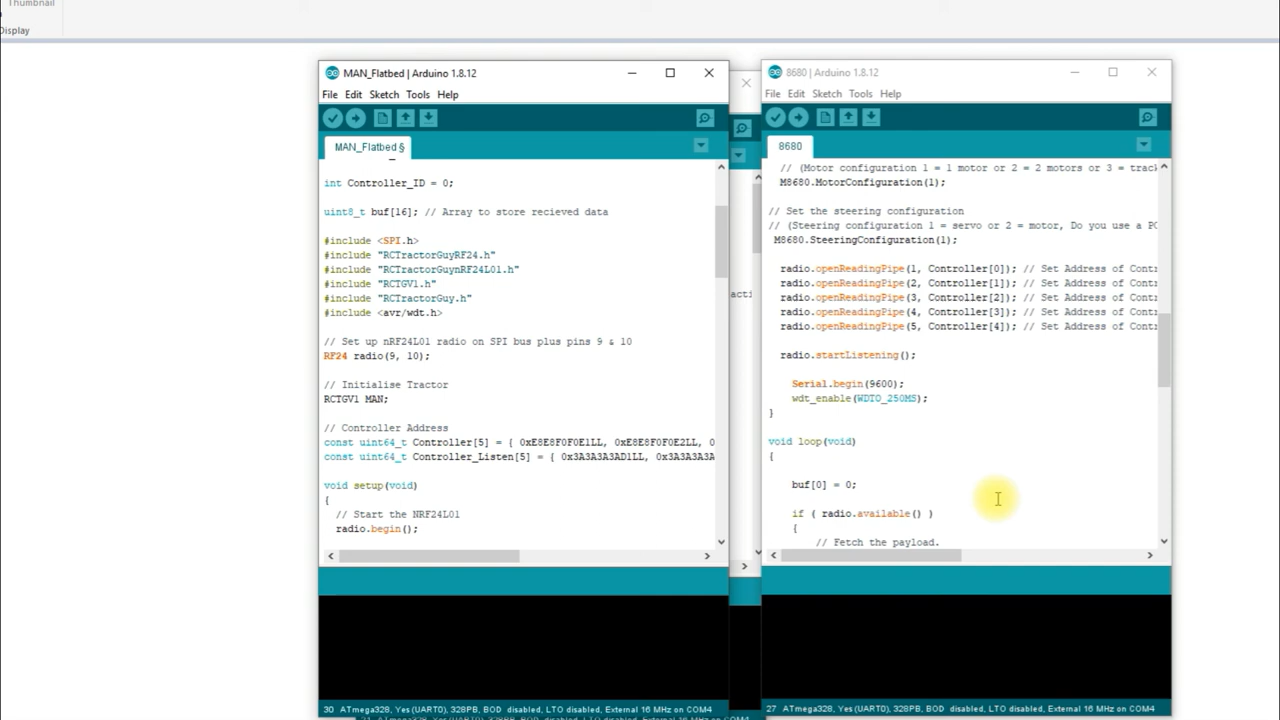 Thumbnail
Display
MAN_Flatbed | Arduino 1.8.12
File Edit Sketch Tools Help
MAN_Flatbed §
int Controller_ID = 0;
uint8_t buf[16]; // Array to store recieved data
#include <SPI.h>
#include "RCTractorGuyRF24.h"
#include "RCTractorGuynRF24L01.h"
#include "RCTGV1.h"
#include "RCTractorGuy.h"
#include <avr/wdt.h>
// Set up nRF24L01 radio on SPI bus plus pins 9 & 10
RF24 radio(9, 10);
// Initialise Tractor
RCTGV1 MAN;
// Controller Address
const uint64_t Controller[5] = { 0xE8E8F0F0E1LL, 0xE8E8F0F0E2LL, 0
const uint64_t Controller_Listen[5] = { 0x3A3A3A3AD1LL, 0x3A3A3A3A
void setup(void)
{
// Start the NRF24L01
radio.begin();
30 ATmega328, Yes (UART0), 328PB, BOD disabled, LTO disabled, External 16 MHz on COM4
acti
8680 | Arduino 1.8.12
File Edit Sketch Tools Help
8680
// (Motor configuration 1 = 1 motor or 2 = 2 motors or 3 = track
M8680.MotorConfiguration(1);
// Set the steering configuration
// (Steering configuration 1 = servo or 2 = motor, Do you use a PO
M8680.SteeringConfiguration(1);
radio.openReadingPipe(1, Controller[0]); // Set Address of Contr
radio.openReadingPipe(2, Controller[1]); // Set Address of Contr
radio.openReadingPipe(3, Controller[2]); // Set Address of Contr
radio.openReadingPipe(4, Controller[3]); // Set Address of Contr
radio.openReadingPipe(5, Controller[4]); // Set Address of Contr
radio.startListening();
Serial.begin(9600);
wdt_enable(WDTO_250MS);
}
void loop(void)
{
buf[0] = 0;
if ( radio.available() )
{
// Fetch the payload.
27 ATmega328, Yes (UART0), 328PB, BOD disabled, LTO disabled, External 16 MHz on COM4